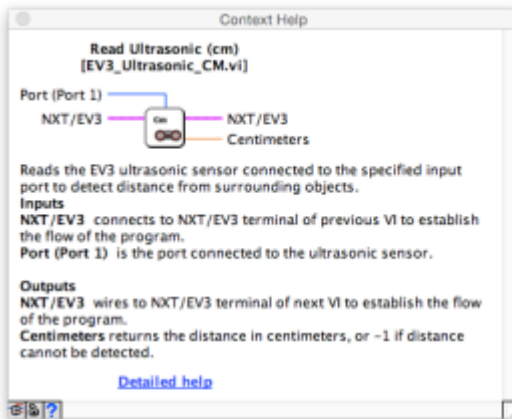 Context Help
Read Ultrasonic (cm)
[EV3_Ultrasonic_CM.vi]
Port (Port 1)
NXT/EV3
Cm
NXT/EV3
Centimeters
Reads the EV3 ultrasonic sensor connected to the specified input
port to detect distance from surrounding objects.
Inputs
NXT/EV3 connects to NXT/EV3 terminal of previous VI to establish
the flow of the program.
Port (Port 1) is the port connected to the ultrasonic sensor.
Outputs
NXT/EV3 wires to NXT/EV3 terminal of next VI to establish the flow
of the program.
Centimeters returns the distance in centimeters, or -1 if distance
cannot be detected.
Detailed help
?